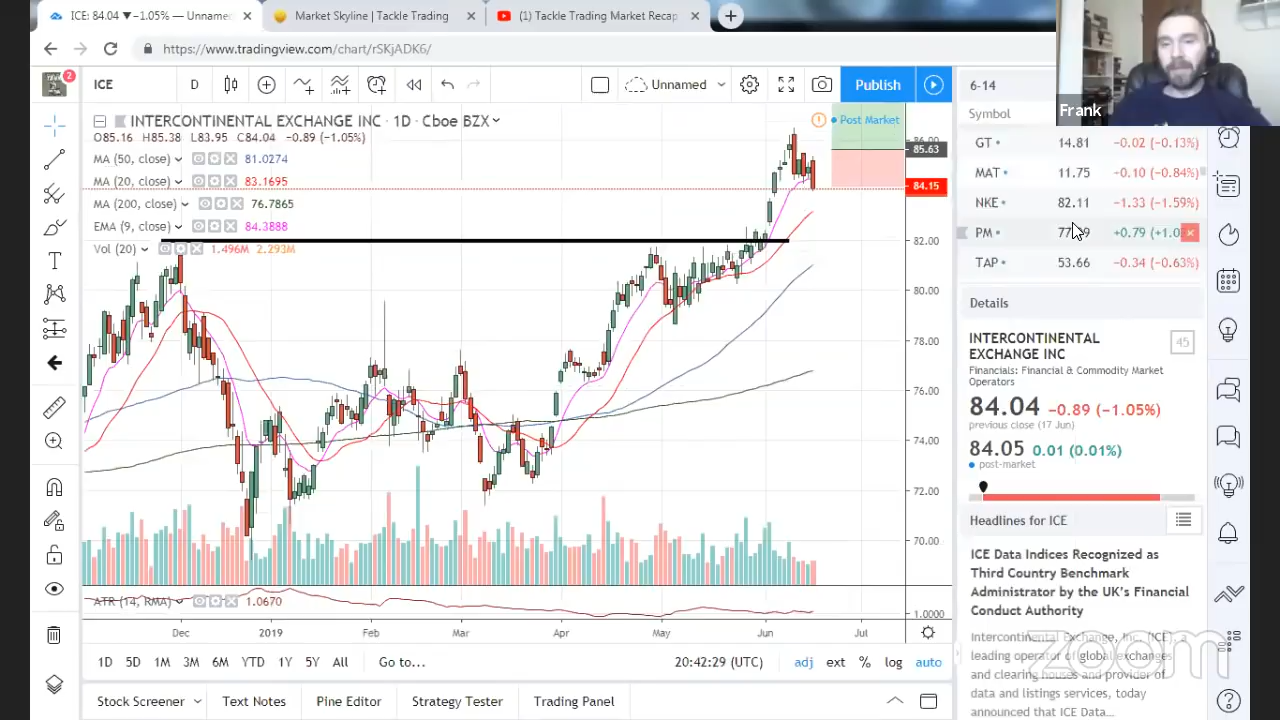 ICE: 84.04 ▼−1.05% — Unname
Market Skyline | Tackle Trading
(1) Tackle Trading Market Recap
https://www.tradingview.com/chart/rSKjADK6/
Frank
2
ICE
D
Unnamed
Publish
6-14
INTERCONTINENTAL EXCHANGE INC · 1D · Cboe BZX
O85.16 H85.38 L83.95 C84.04 −0.89 (−1.05%)
MA (50, close) 81.0274
MA (20, close) 83.1695
MA (200, close) 76.7865
EMA (9, close) 84.3888
Vol (20) 1.496M 2.293M
Post Market
86.00
85.63
84.15
82.00
80.00
78.00
76.00
74.00
72.00
70.00
ATR (14, RMA) 1.0670
1.0000
Dec 2019 Feb Mar Apr May Jun Jul
1D 5D 1M 3M 6M YTD 1Y 5Y All Go to...
20:42:29 (UTC) adj ext % log auto
Stock Screener Text Notes Pine Editor Strategy Tester Trading Panel
Symbol
GT 14.81 −0.02 (−0.13%)
MAT 11.75 −0.10 (−0.84%)
NKE 82.11 −1.33 (−1.59%)
PM +0.79
TAP 53.66 −0.34 (−0.63%)
Details
INTERCONTINENTAL
EXCHANGE INC
45
Financials: Financial & Commodity Market
Operators
84.04 −0.89 (−1.05%)
previous close (17 Jun)
84.05 0.01 (0.01%)
post-market
Headlines for ICE
ICE Data Indices Recognized as
Third Country Benchmark
Administrator by the UK's Financial
Conduct Authority
Intercontinental Exchange, Inc. (ICE), a
leading operator of global exchanges
and clearing houses and provider of
data and listings services, today
announced that ICE Data...
zoom